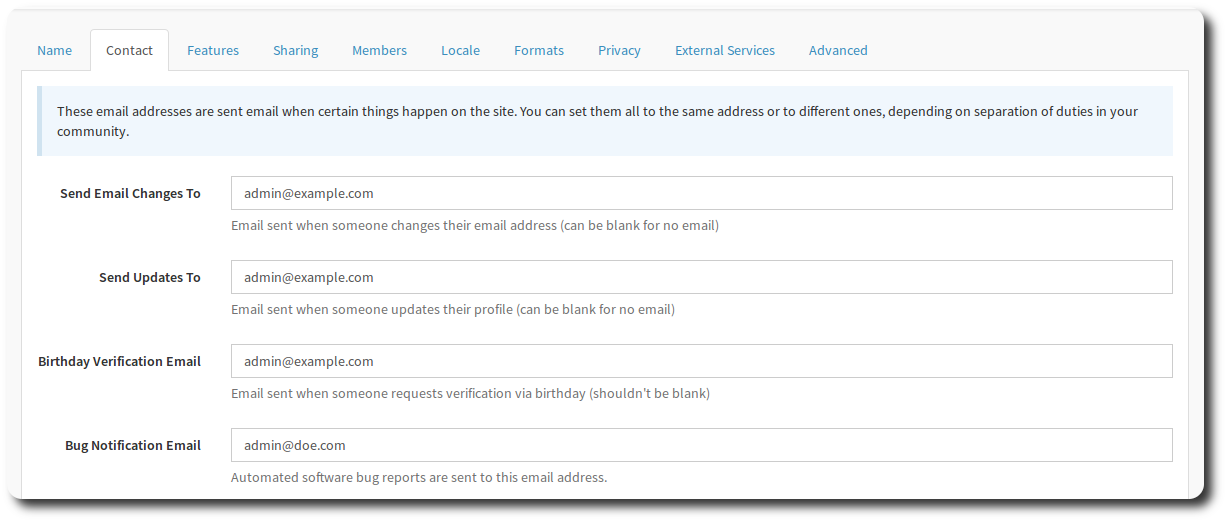 Name Contact Features Sharing Members Locale Formats Privacy External Services Advanced
These email addresses are sent email when certain things happen on the site. You can set them all to the same address or to different ones, depending on separation of duties in your
community.
Send Email Changes To admin@example.com
Email sent when someone changes their email address (can be blank for no email)
Send Updates To admin@example.com
Email sent when someone updates their profile (can be blank for no email)
Birthday Verification Email admin@example.com
Email sent when someone requests verification via birthday (shouldn't be blank)
Bug Notification Email admin@doe.com
Automated software bug reports are sent to this email address.